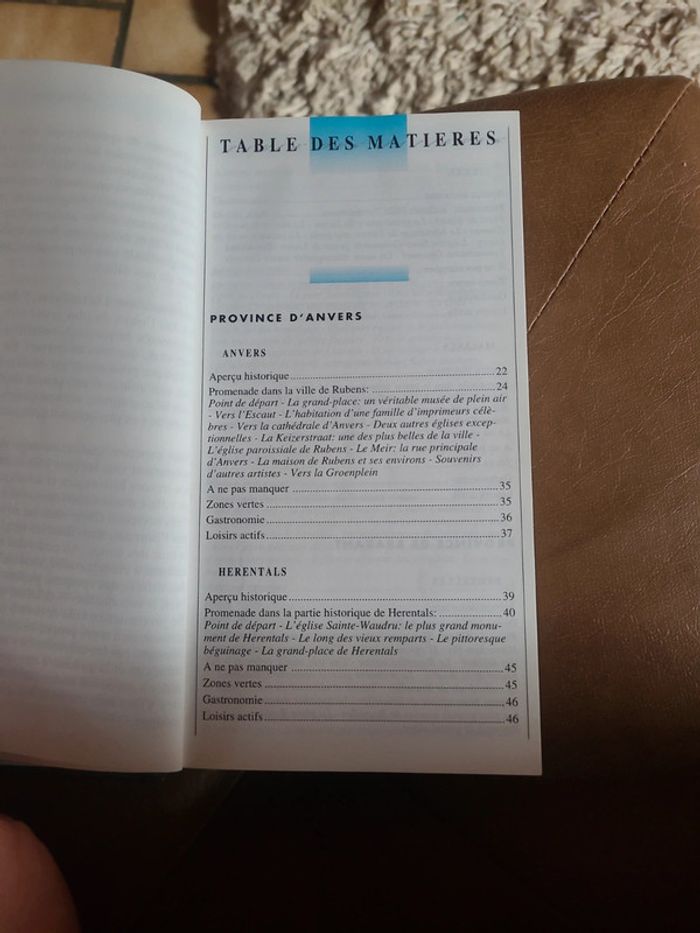 TABLE DES MATIERES
PROVINCE D'ANVERS
ANVERS
Aperçu historique 22
Promenade dans la ville de Rubens: 24
Point de départ - La grand-place: un véritable musée de plein air
- Vers l'Escaut - L'habitation d'une famille d'imprimeurs célè-
bres - Vers la cathédrale d'Anvers - Deux autres églises excep-
tionnelles - La Keizerstraat: une des plus belles de la ville -
L'église paroissiale de Rubens - Le Meir: la rue principale
d'Anvers - La maison de Rubens et ses environs - Souvenirs
d'autres artistes - Vers la Groenplein
A ne pas manquer 35
Zones vertes 35
Gastronomie 36
Loisirs actifs 37
HERENTALS
Aperçu historique 39
Promenade dans la partie historique de Herentals: 40
Point de départ - L'église Sainte-Waudru: le plus grand monu-
ment de Herentals - Le long des vieux remparts - Le pittoresque
béguinage - La grand-place de Herentals
A ne pas manquer 45
Zones vertes 45
Gastronomie 46
Loisirs actifs 46